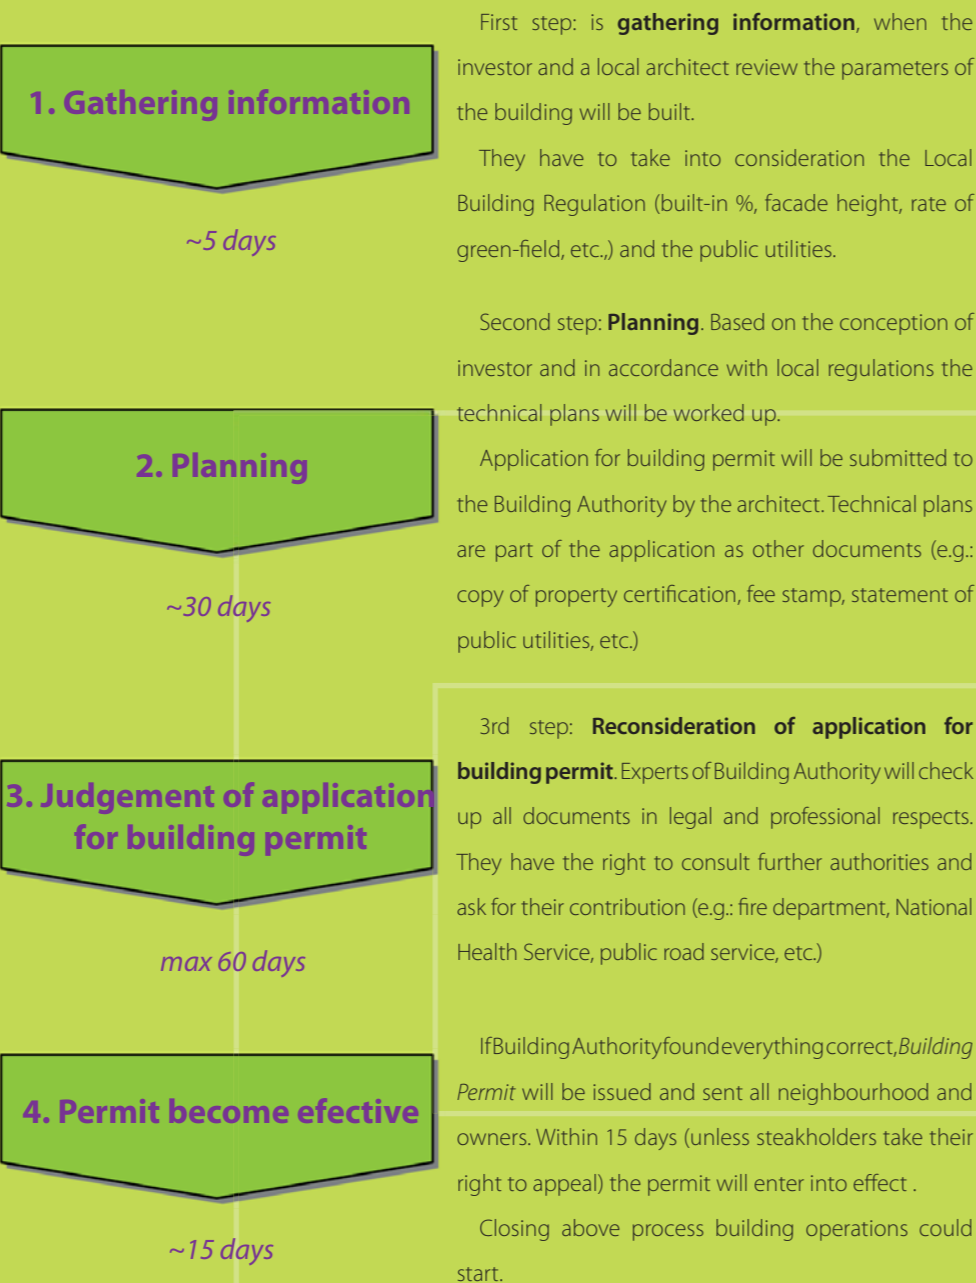 1. Gathering information
~5 days
First step: is gathering information, when the
investor and a local architect review the parameters of
the building will be built.
They have to take into consideration the Local
Building Regulation (built-in %, facade height, rate of
green-field, etc.,) and the public utilities.
2. Planning
~30 days
Second step: Planning. Based on the conception of
investor and in accordance with local regulations the
technical plans will be worked up.
Application for building permit will be submitted to
the Building Authority by the architect. Technical plans
are part of the application as other documents (e.g.:
copy of property certification, fee stamp, statement of
public utilities, etc.)
3. Judgement of application
for building permit
max 60 days
3rd step: Reconsideration of application for
building permit. Experts of Building Authority will check
up all documents in legal and professional respects.
They have the right to consult further authorities and
ask for their contribution (e.g.: fire department, National
Health Service, public road service, etc.)
4. Permit become efective
~15 days
If Building Authority found everything correct, Building
Permit will be issued and sent all neighbourhood and
owners. Within 15 days (unless steakholders take their
right to appeal) the permit will enter into effect .
Closing above process building operations could
start.